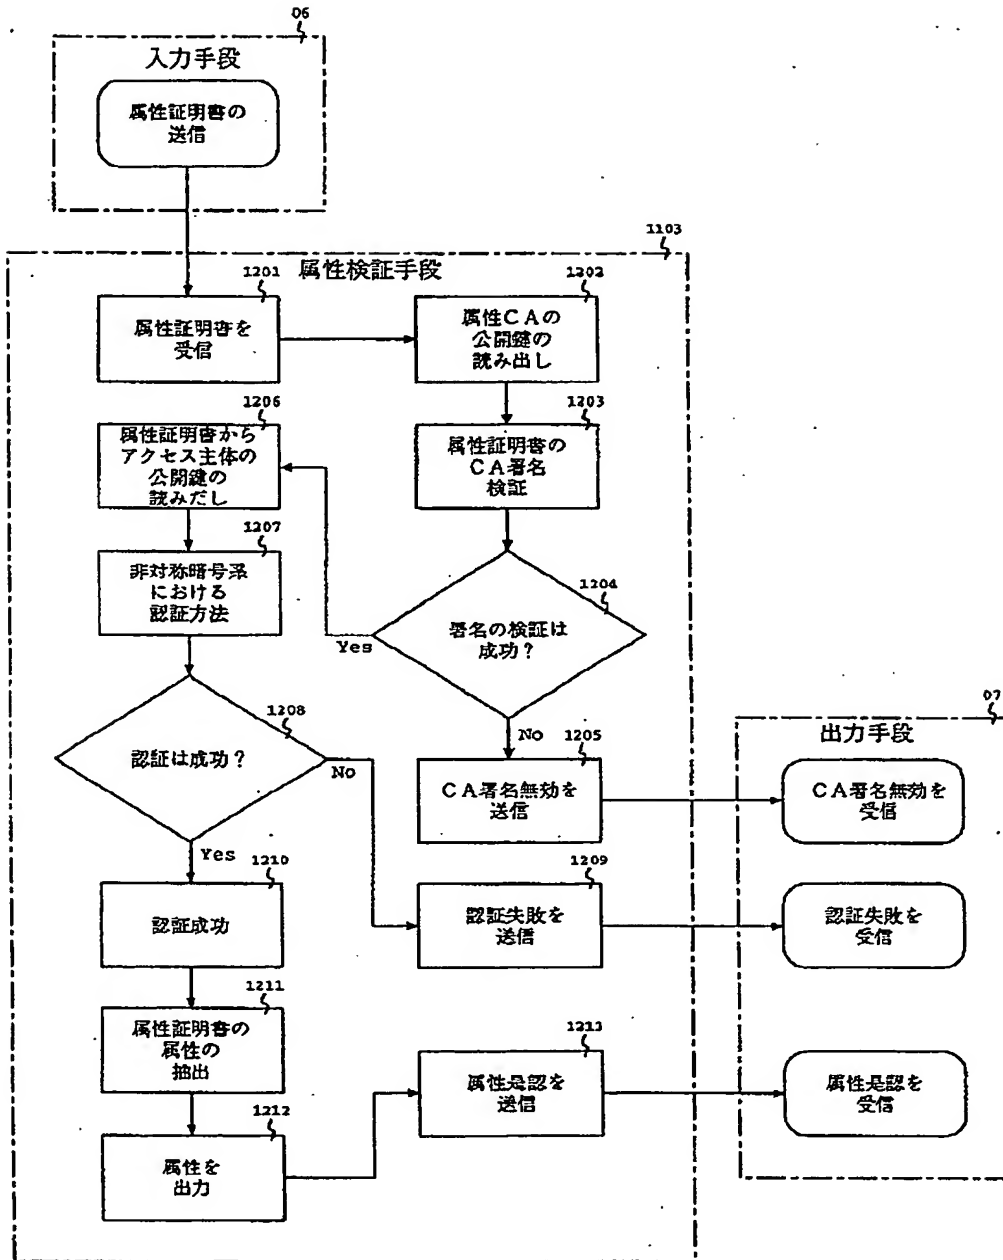 06
入力手段
属性証明書の
送信
1103
属性検証手段
1201
属性証明書を
受信
1202
属性CAの
公開鍵の
読み出し
1206
属性証明書から
アクセス主体の
公開鍵の
読みだし
1203
属性証明書の
CA署名
検証
1207
非対称暗号系
における
認証方法
1204
署名の検証は
成功?
Yes
No
1208
認証は成功?
No
Yes
1205
CA署名無効を
送信
07
出力手段
CA署名無効を
受信
1210
認証成功
1209
認証失敗を
送信
認証失敗を
受信
1211
属性証明書の
属性の
抽出
1213
属性是認を
送信
属性是認を
受信
1212
属性を
出力